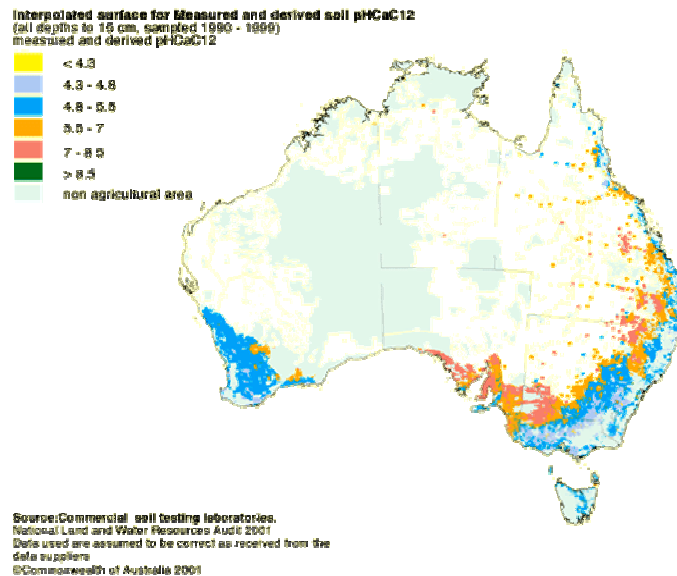 Interpolated surface for Measured and derived soil pHCaC12
(all depths to 15 cm, sampled 1990 - 1999)
measured and derived pHCaC12
< 4.3
4.3 - 4.8
4.8 - 5.5
5.5 - 7
7 - 8.5
> 8.5
non agricultural area
Source:Commercial soil testing laboratories.
National Land and Water Resources Audit 2001
Data used are assumed to be correct as received from the
data suppliers
©Commonwealth of Australia 2001